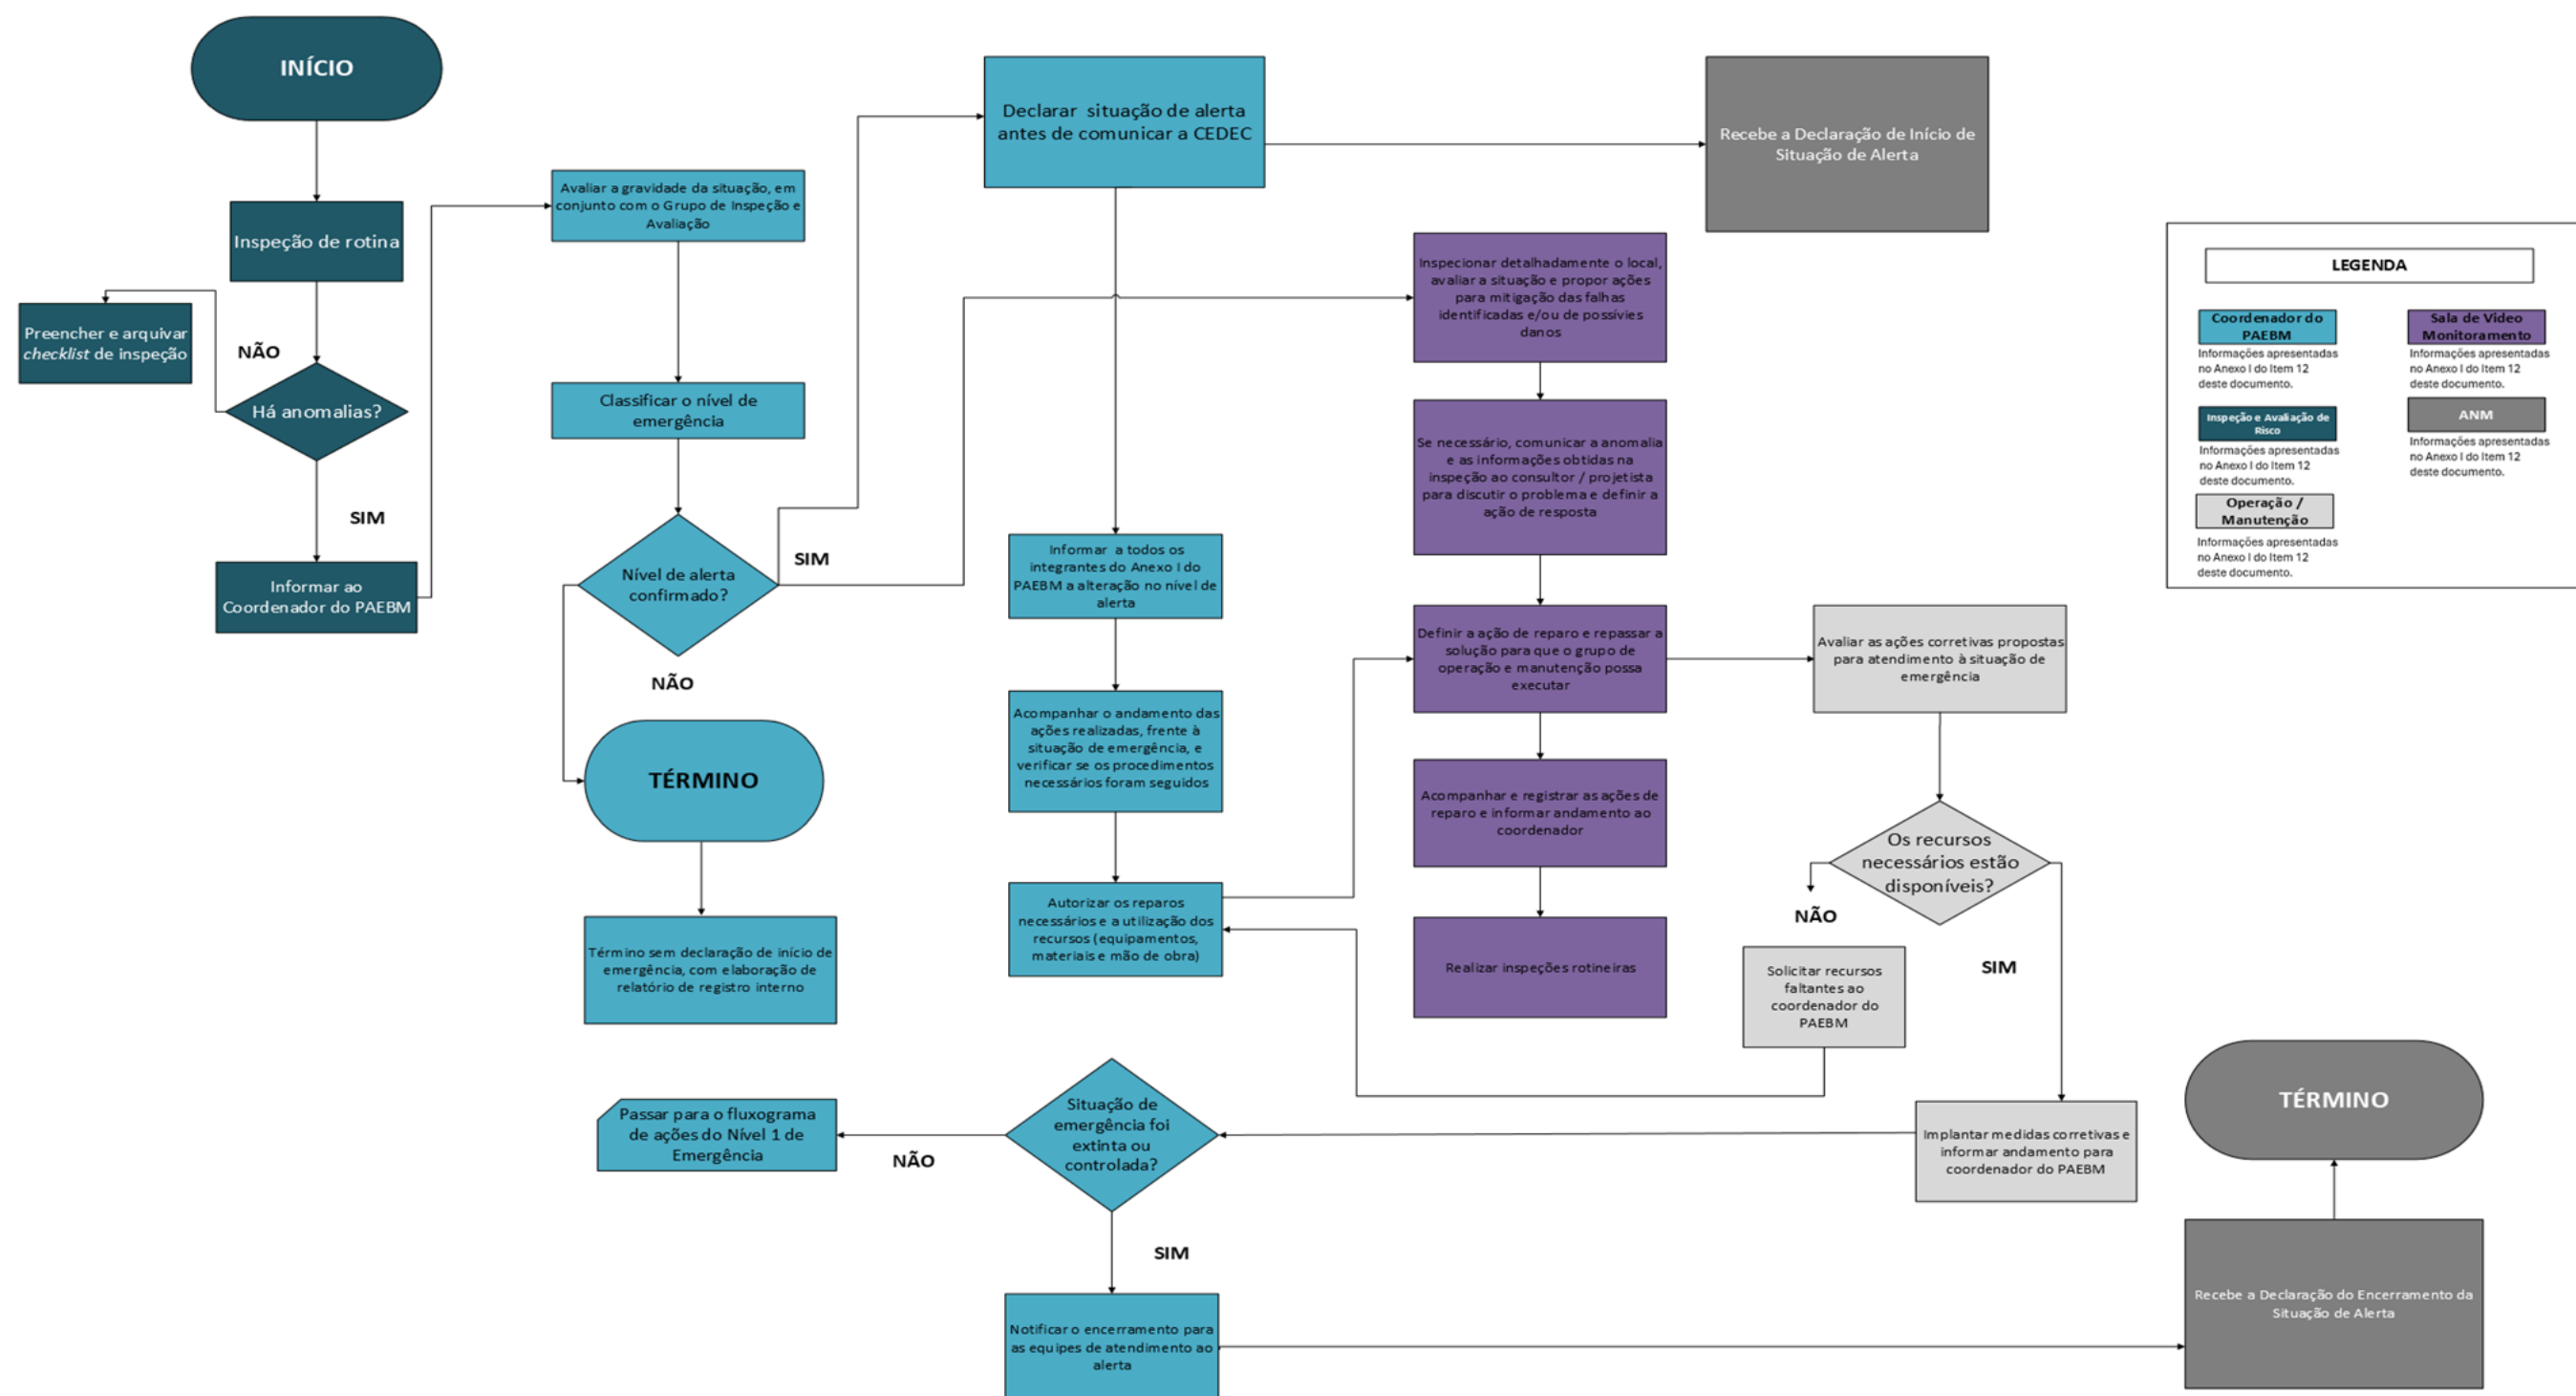 INÍCIO
Inspeção de rotina
Preencher e arquivar
checklist de inspeção
NÃO
Há anomalias?
SIM
Informar ao
Coordenador do PAEBM
Avaliar a gravidade da situação, em
conjunto com o Grupo de Inspeção e
Avaliação
Classificar o nível de
emergência
Nível de alerta
confirmado?
SIM
NÃO
TÉRMINO
Término sem declaração de início de
emergência, com elaboração de
relatório de registro interno
Declarar situação de alerta
antes de comunicar a CEDEC
Recebe a Declaração de Início de
Situação de Alerta
Informar a todos os
integrantes do Anexo I do
PAEBM a alteração no nível de
alerta
Acompanhar o andamento das
ações realizadas, frente à
situação de emergência, e
verificar se os procedimentos
necessários foram seguidos
Autorizar os reparos
necessários e a utilização dos
recursos (equipamentos,
materiais e mão de obra)
Inspecionar detalhadamente o local,
avaliar a situação e propor ações
para mitigação das falhas
identificadas e/ou de possívies
danos
Se necessário, comunicar a anomalia
e as informações obtidas na
inspeção ao consultor / projetista
para discutir o problema e definir a
ação de resposta
Definir a ação de reparo e repassar a
solução para que o grupo de
operação e manutenção possa
executar
Acompanhar e registrar as ações de
reparo e informar andamento ao
coordenador
Realizar inspeções rotineiras
Avaliar as ações corretivas propostas
para atendimento à situação de
emergência
Os recursos
necessários estão
disponíveis?
NÃO
SIM
Solicitar recursos
faltantes ao
coordenador do
PAEBM
Implantar medidas corretivas e
informar andamento para
coordenador do PAEBM
Situação de
emergência foi
extinta ou
controlada?
NÃO
Passar para o fluxograma
de ações do Nível 1 de
Emergência
SIM
Notificar o encerramento para
as equipes de atendimento ao
alerta
Recebe a Declaração do Encerramento da
Situação de Alerta
TÉRMINO
LEGENDA
Coordenador do
PAEBM
Informações apresentadas
no Anexo I do Item 12
deste documento.
Inspeção e Avaliação de
Risco
Informações apresentadas
no Anexo I do Item 12
deste documento.
Operação /
Manutenção
Informações apresentadas
no Anexo I do Item 12
deste documento.
Sala de Video
Monitoramento
Informações apresentadas
no Anexo I do Item 12
deste documento.
ANM
Informações apresentadas
no Anexo I do Item 12
deste documento.